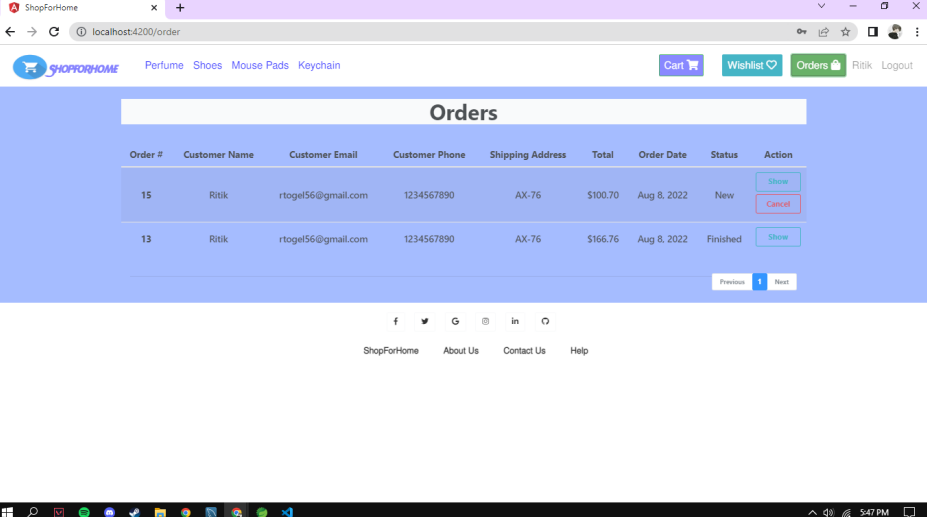 ShopForHome
localhost:4200/order
SHOPFORHOME Perfume Shoes Mouse Pads Keychain Cart Wishlist Orders Ritik Logout
Orders
Order # Customer Name Customer Email Customer Phone Shipping Address Total Order Date Status Action
15 Ritik rtogel56@gmail.com 1234567890 AX-76 $100.70 Aug 8, 2022 New Show
Cancel
13 Ritik rtogel56@gmail.com 1234567890 AX-76 $166.76 Aug 8, 2022 Finished Show
Previous 1 Next
ShopForHome About Us Contact Us Help
5:47 PM